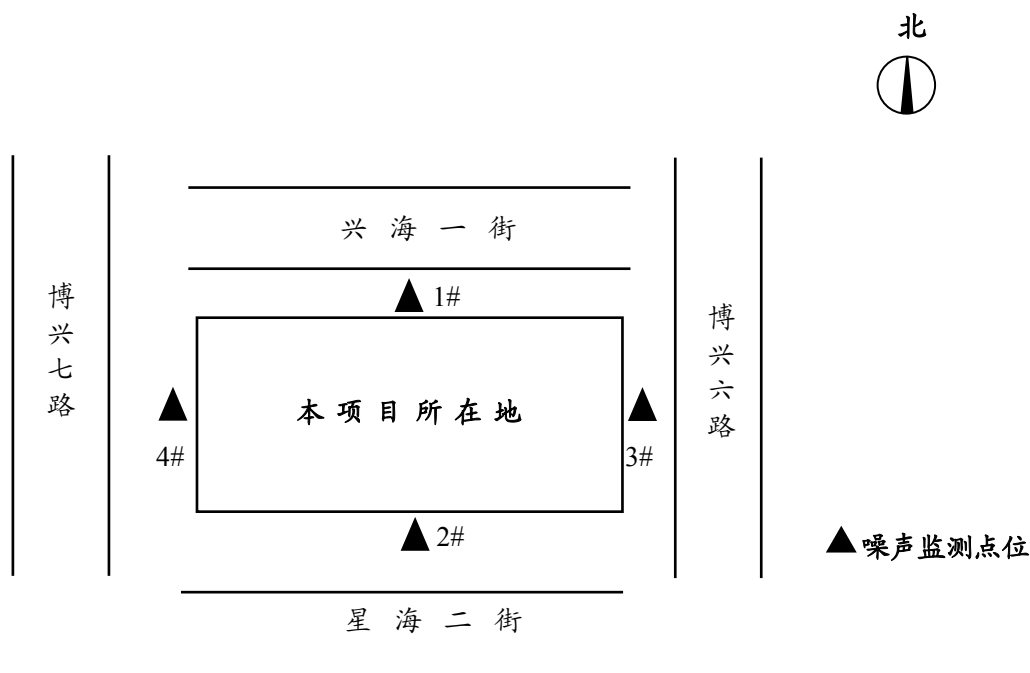 北
兴海一街
1#
博兴七路
博兴六路
本项目所在地
4#
3#
2#
噪声监测点位
星海二街